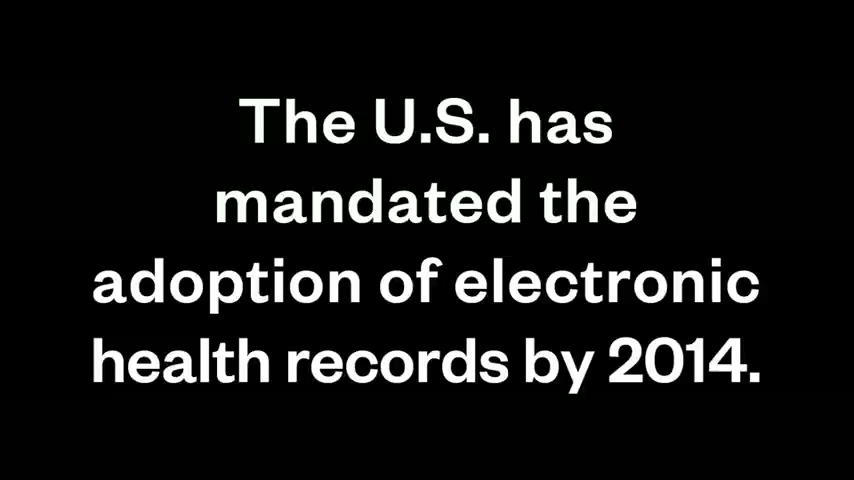 The U.S. has
mandated the
adoption of electronic
health records by 2014.